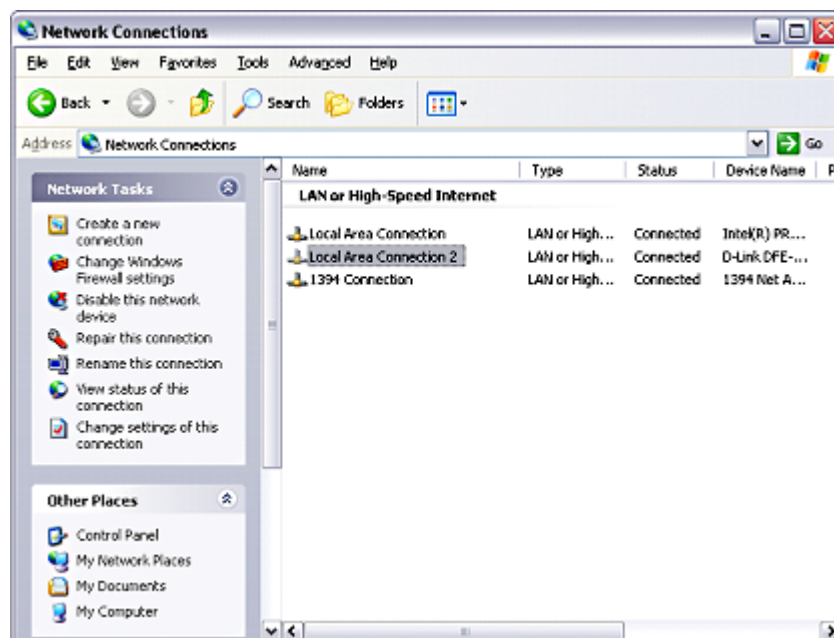 Network Connections
File Edit View Favorites Tools Advanced Help
Back Search Folders
Address Network Connections Go
Network Tasks
Create a new
connection
Change Windows
Firewall settings
Disable this network
device
Repair this connection
Rename this connection
View status of this
connection
Change settings of this
connection
Other Places
Control Panel
My Network Places
My Documents
My Computer
Name Type Status Device Name P
LAN or High-Speed Internet
Local Area Connection LAN or High... Connected Intel(R) PR...
Local Area Connection 2 LAN or High... Connected D-Link DFE-...
1394 Connection LAN or High... Connected 1394 Net A...